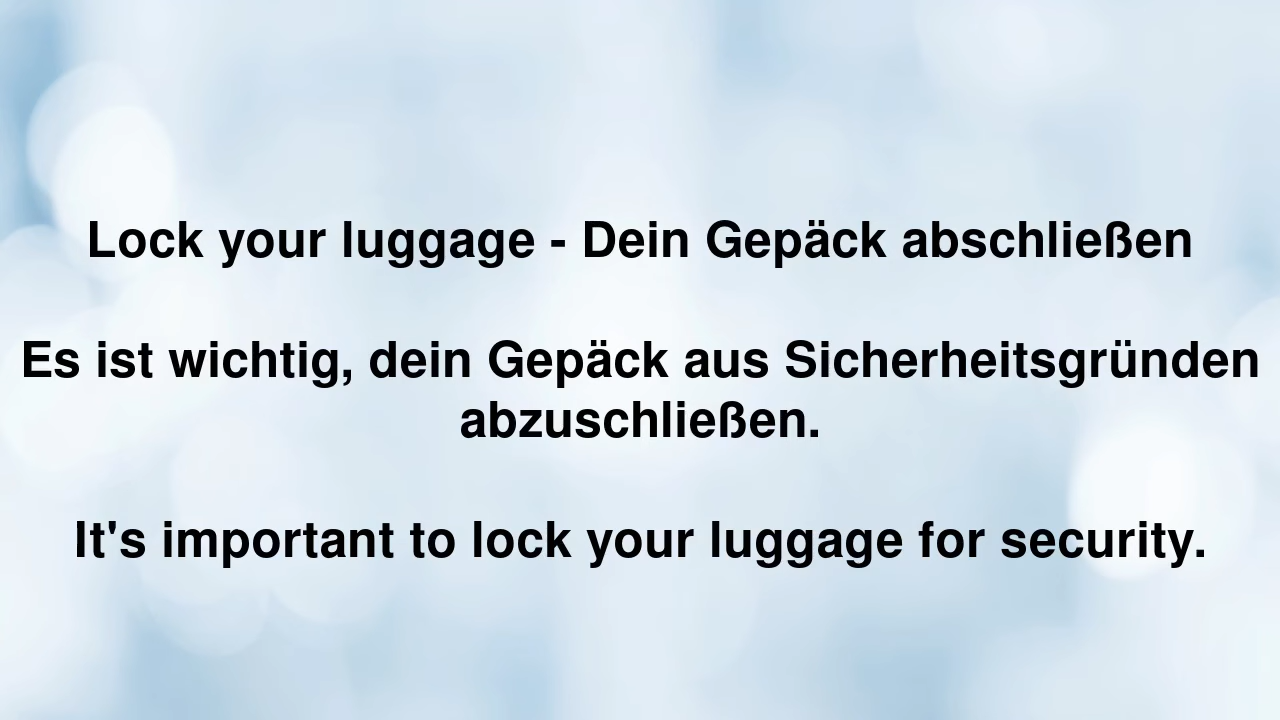 Lock your luggage - Dein Gepäck abschließen
Es ist wichtig, dein Gepäck aus Sicherheitsgründen
abzuschließen.
It's important to lock your luggage for security.